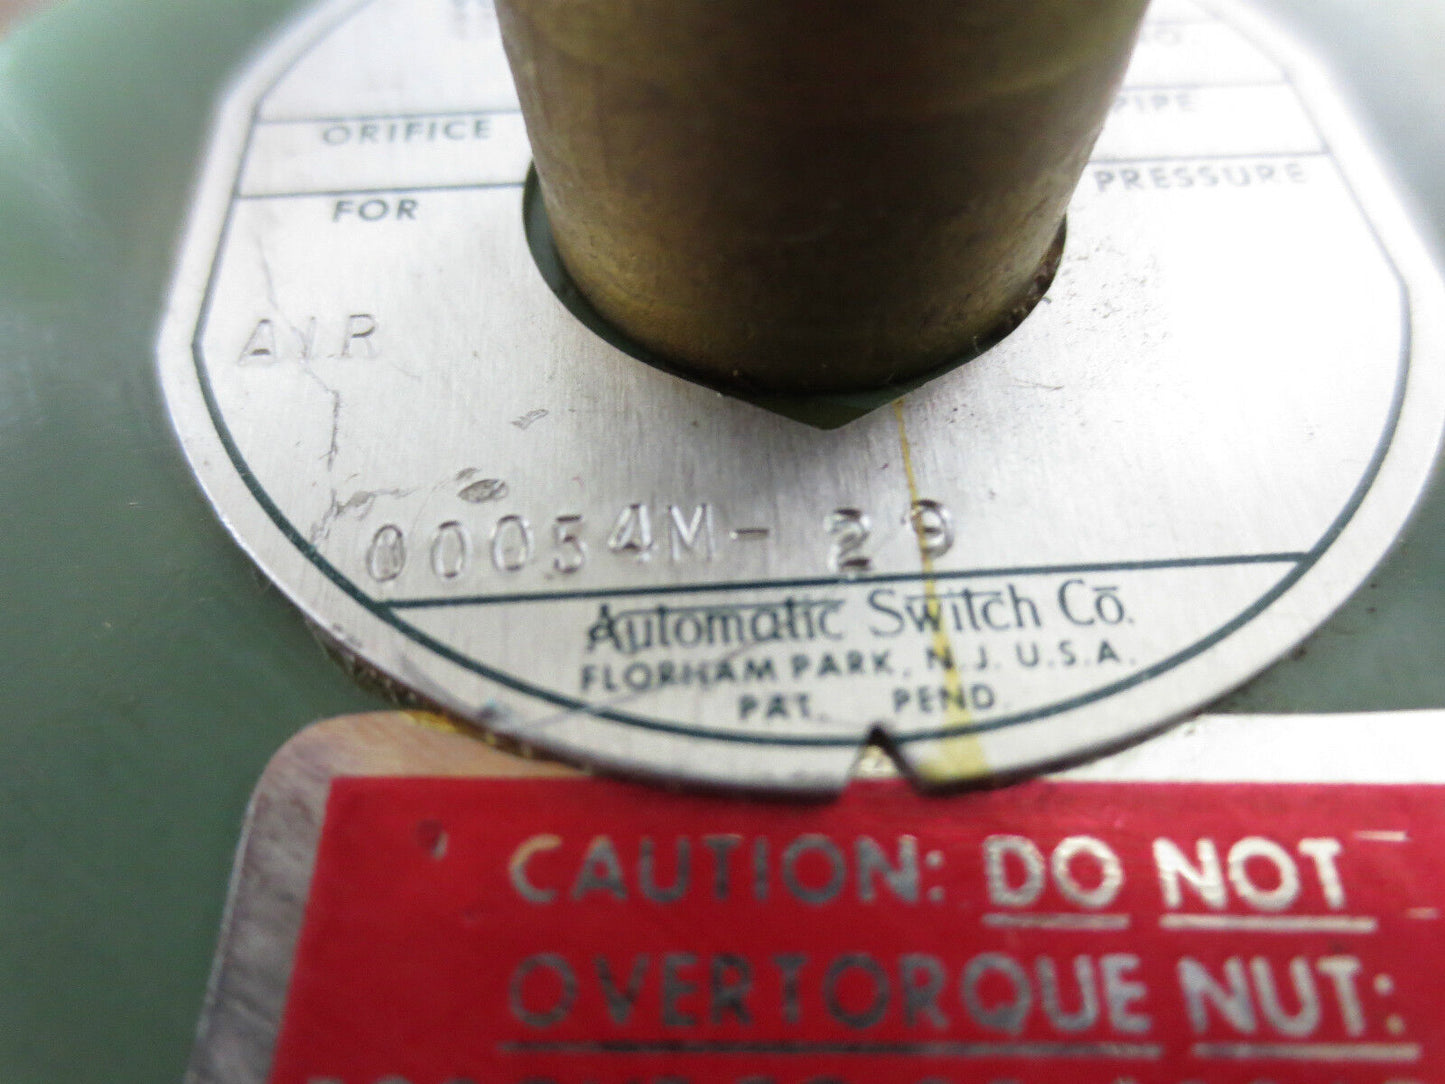 ORIFICE PIPE
FOR PRESSURE
AIR
00054M- 29
Automatic Switch Co.
FLORHAM PARK, N.J. U.S.A.
PAT. PEND.
CAUTION: DO NOT
OVERTORQUE NUT: